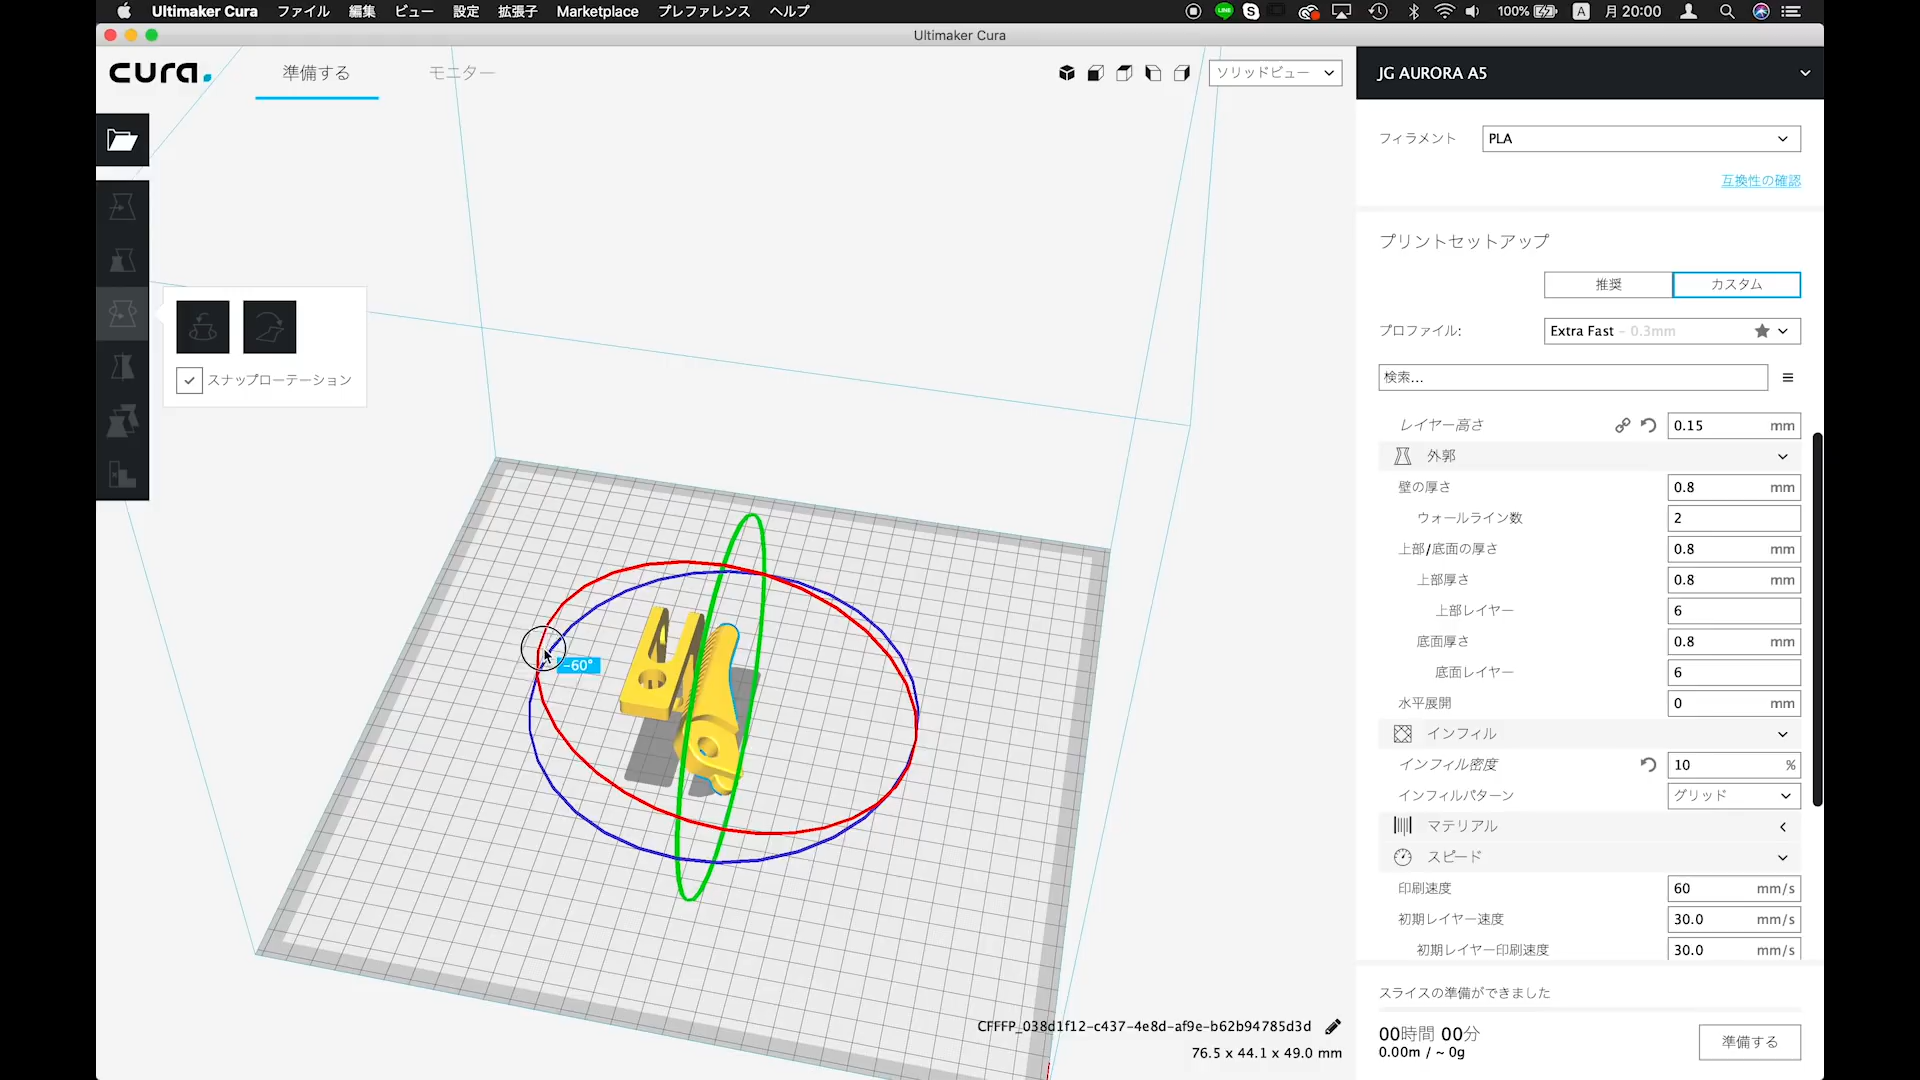 Ultimaker Cura ファイル 編集 ビュー 設定 拡張子 Marketplace プレファレンス ヘルプ LINE 100% A 月 20:00
Ultimaker Cura
cura. 準備する モニター ソリッドビュー
スナップローテーション
-60°
CFFFP_038d1f12-c437-4e8d-af9e-b62b94785d3d
76.5 x 44.1 x 49.0 mm
JG AURORA A5
フィラメント PLA
互換性の確認
プリントセットアップ
推奨 カスタム
プロファイル: Extra Fast - 0.3mm
検索...
レイヤー高さ 0.15 mm
外郭
壁の厚さ 0.8 mm
ウォールライン数 2
上部/底面の厚さ 0.8 mm
上部厚さ 0.8 mm
上部レイヤー 6
底面厚さ 0.8 mm
底面レイヤー 6
水平展開 0 mm
インフィル
インフィル密度 10 %
インフィルパターン グリッド
マテリアル
スピード
印刷速度 60 mm/s
初期レイヤー速度 30.0 mm/s
初期レイヤー印刷速度 30.0 mm/s
スライスの準備ができました
00時間 00分
0.00m / ~ 0g
準備する